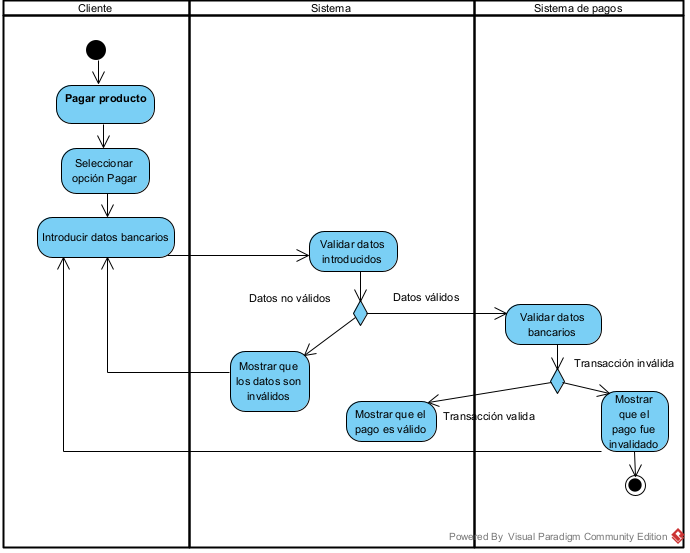 Cliente
Sistema
Sistema de pagos
Pagar producto
Seleccionar
opción Pagar
Introducir datos bancarios
Validar datos
introducidos
Datos no válidos
Datos válidos
Validar datos
bancarios
Mostrar que
los datos son
inválidos
Transacción inválida
Mostrar que el
pago es válido
Transacción valida
Mostrar
que el
pago fue
invalidado
Powered By Visual Paradigm Community Edition